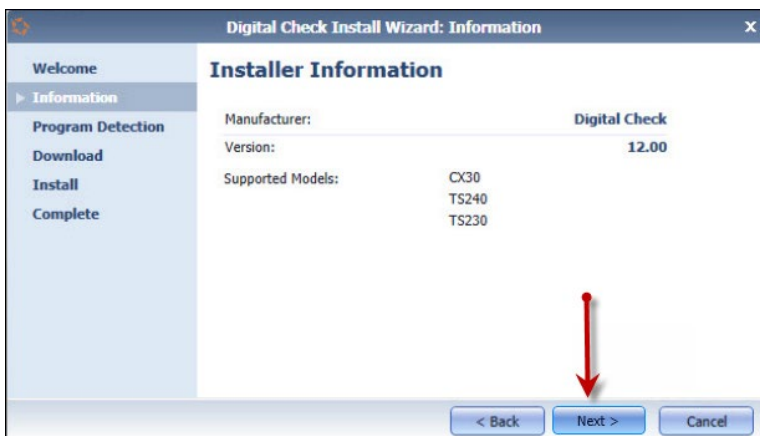 Digital Check Install Wizard: Information x
Welcome
Information
Program Detection
Download
Install
Complete
Installer Information
Manufacturer: Digital Check
Version: 12.00
Supported Models: CX30
TS240
TS230
< Back Next > Cancel